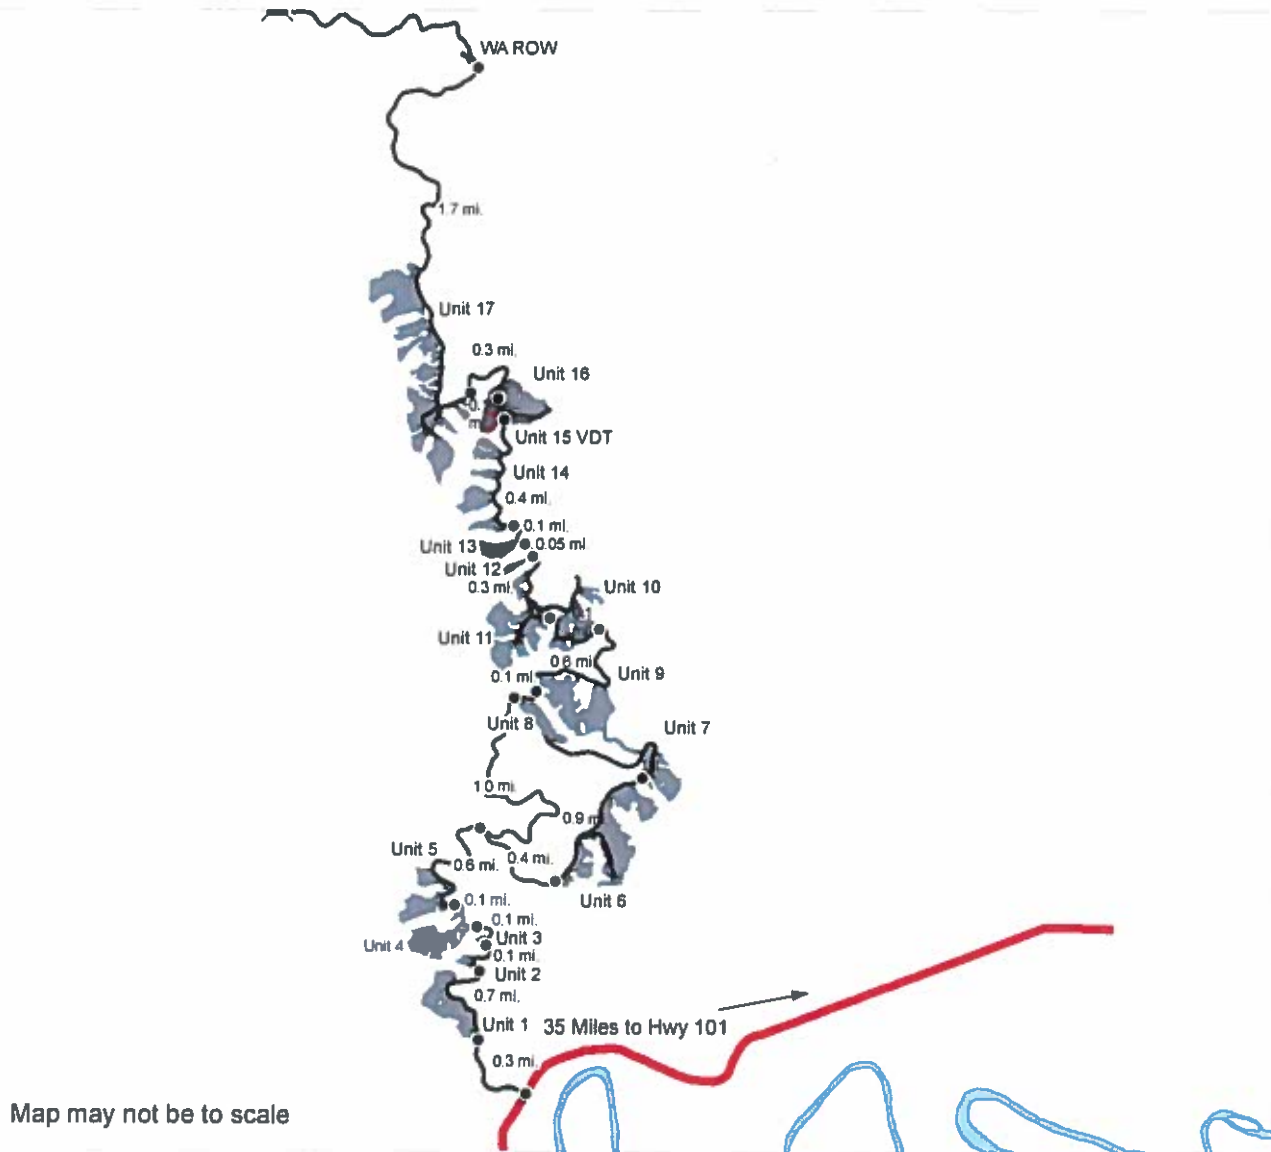 WA ROW
1.7 mi.
Unit 17
0.3 mi.
Unit 16
0.
m
Unit 15 VDT
Unit 14
0.4 mi.
0.1 mi.
Unit 13
0.05 mi
Unit 12
0.3 mi.
Unit 10
Unit 11
0.6 mi.
Unit 9
0.1 mi.
Unit 8
Unit 7
1.0 mi.
0.9 m
Unit 5
0.6 mi.
0.4 mi.
Unit 6
0.1 mi.
0.1 mi.
Unit 3
Unit 4
0.1 mi.
Unit 2
0.7 mi.
Unit 1
35 Miles to Hwy 101
0.3 mi.
Map may not be to scale